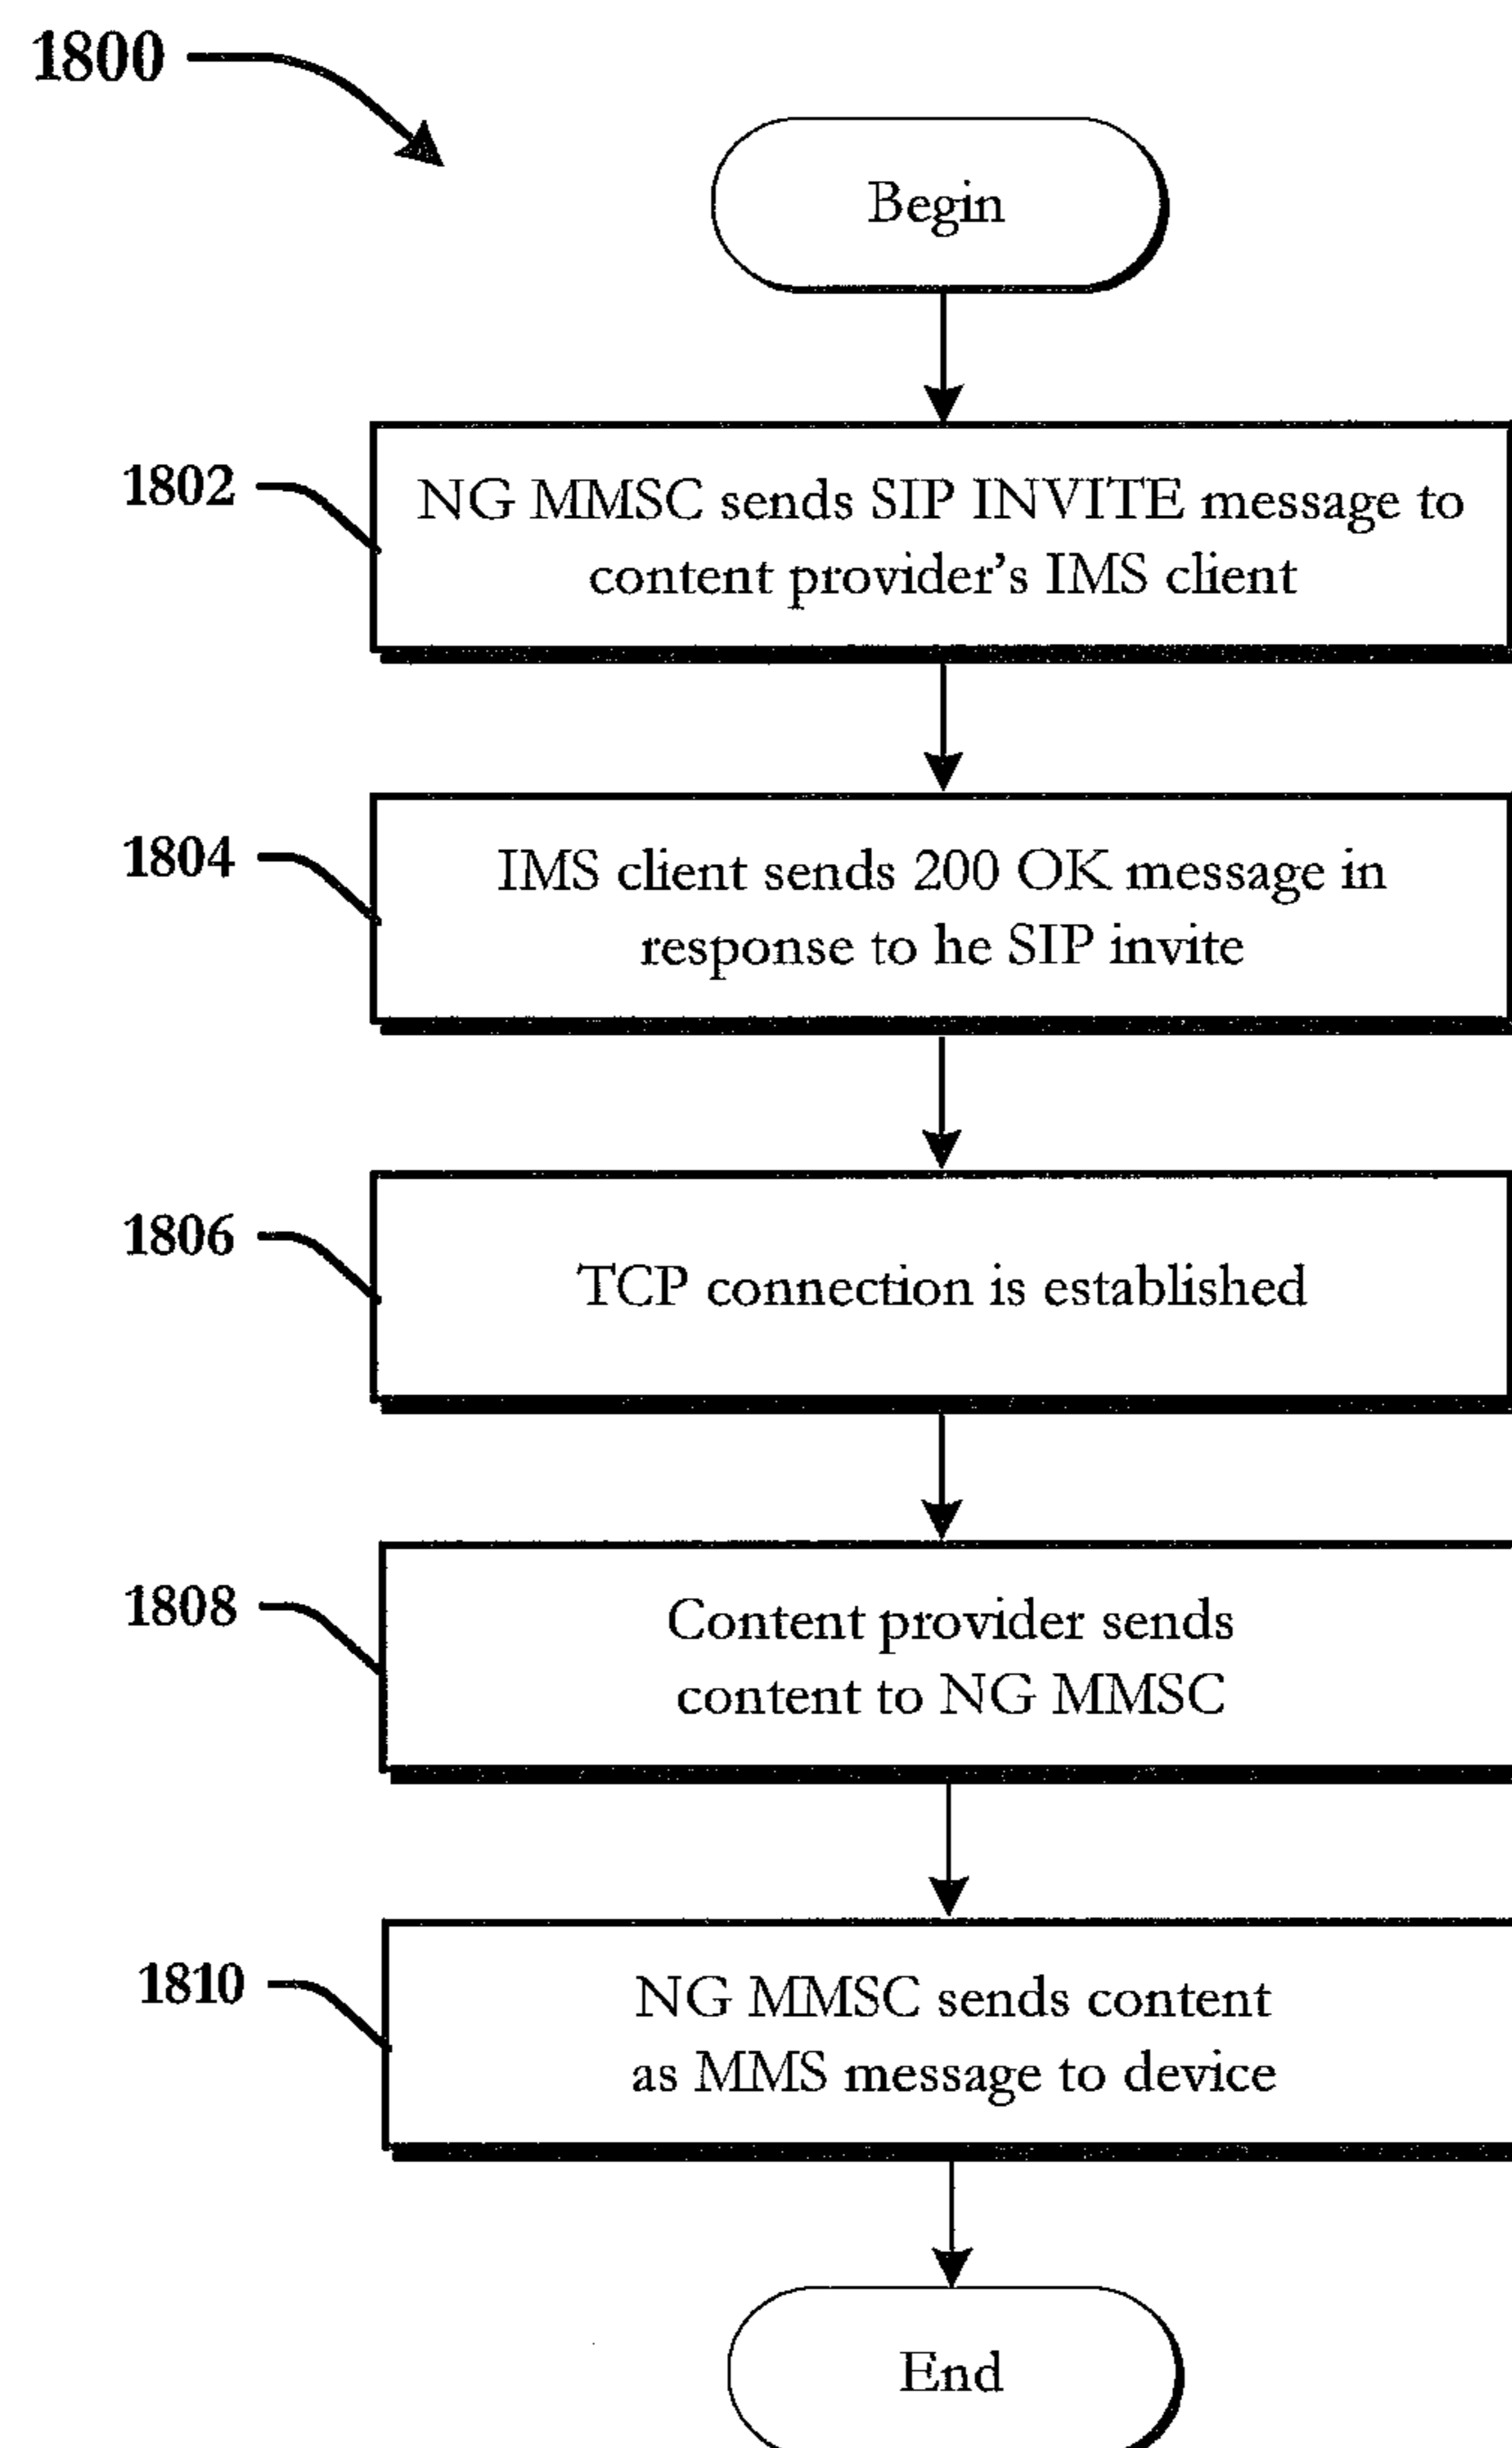 1800
Begin
1802
NG MMSC sends SIP INVITE message to
content provider's IMS client
1804
IMS client sends 200 OK message in
response to he SIP invite
1806
TCP connection is established
1808
Content provider sends
content to NG MMSC
1810
NG MMSC sends content
as MMS message to device
End